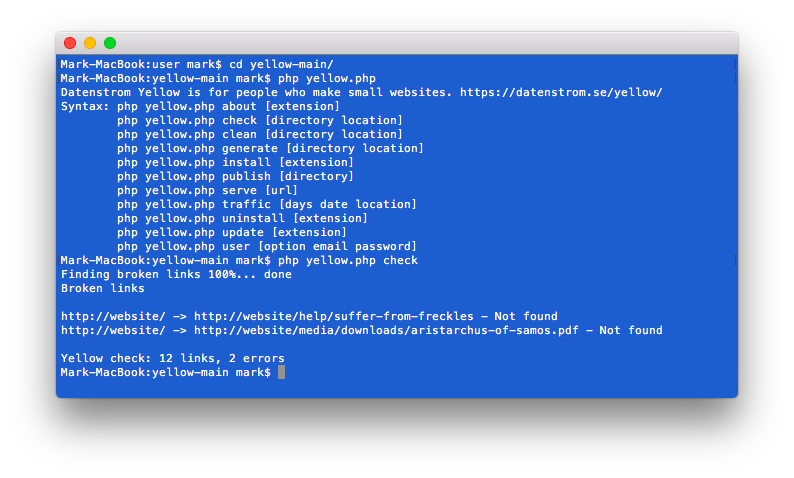 Mark-MacBook:user mark$ cd yellow-main/
Mark-MacBook:yellow-main mark$ php yellow.php
Datenstrom Yellow is for people who make small websites. https://datenstrom.se/yellow/
Syntax: php yellow.php about [extension]
        php yellow.php check [directory location]
        php yellow.php clean [directory location]
        php yellow.php generate [directory location]
        php yellow.php install [extension]
        php yellow.php publish [directory]
        php yellow.php serve [url]
        php yellow.php traffic [days date location]
        php yellow.php uninstall [extension]
        php yellow.php update [extension]
        php yellow.php user [option email password]
Mark-MacBook:yellow-main mark$ php yellow.php check
Finding broken links 100%... done
Broken links

http://website/ -> http://website/help/suffer-from-freckles - Not found
http://website/ -> http://website/media/downloads/aristarchus-of-samos.pdf - Not found

Yellow check: 12 links, 2 errors
Mark-MacBook:yellow-main mark$